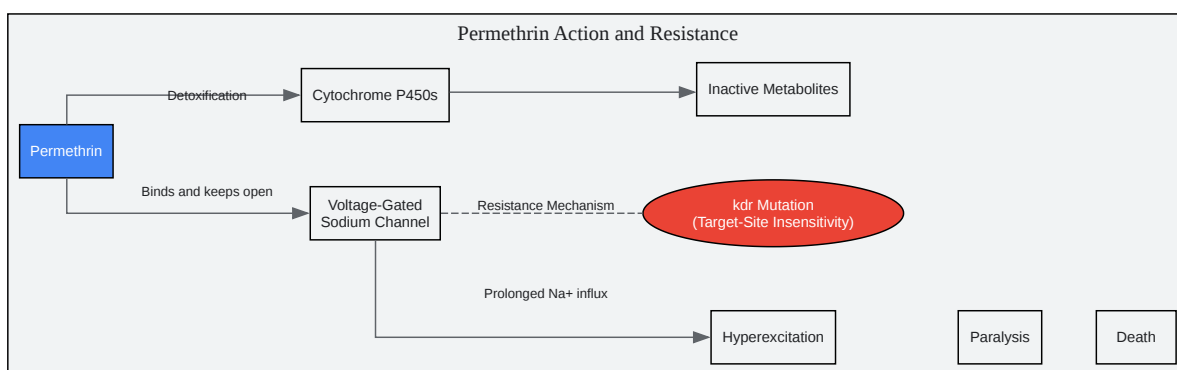 Permethrin Action and Resistance
Detoxification
Cytochrome P450s
Inactive Metabolites
Permethrin
Binds and keeps open
Voltage-Gated
Sodium Channel
Resistance Mechanism
kdr Mutation
(Target-Site Insensitivity)
Prolonged Na+ influx
Hyperexcitation
Paralysis
Death